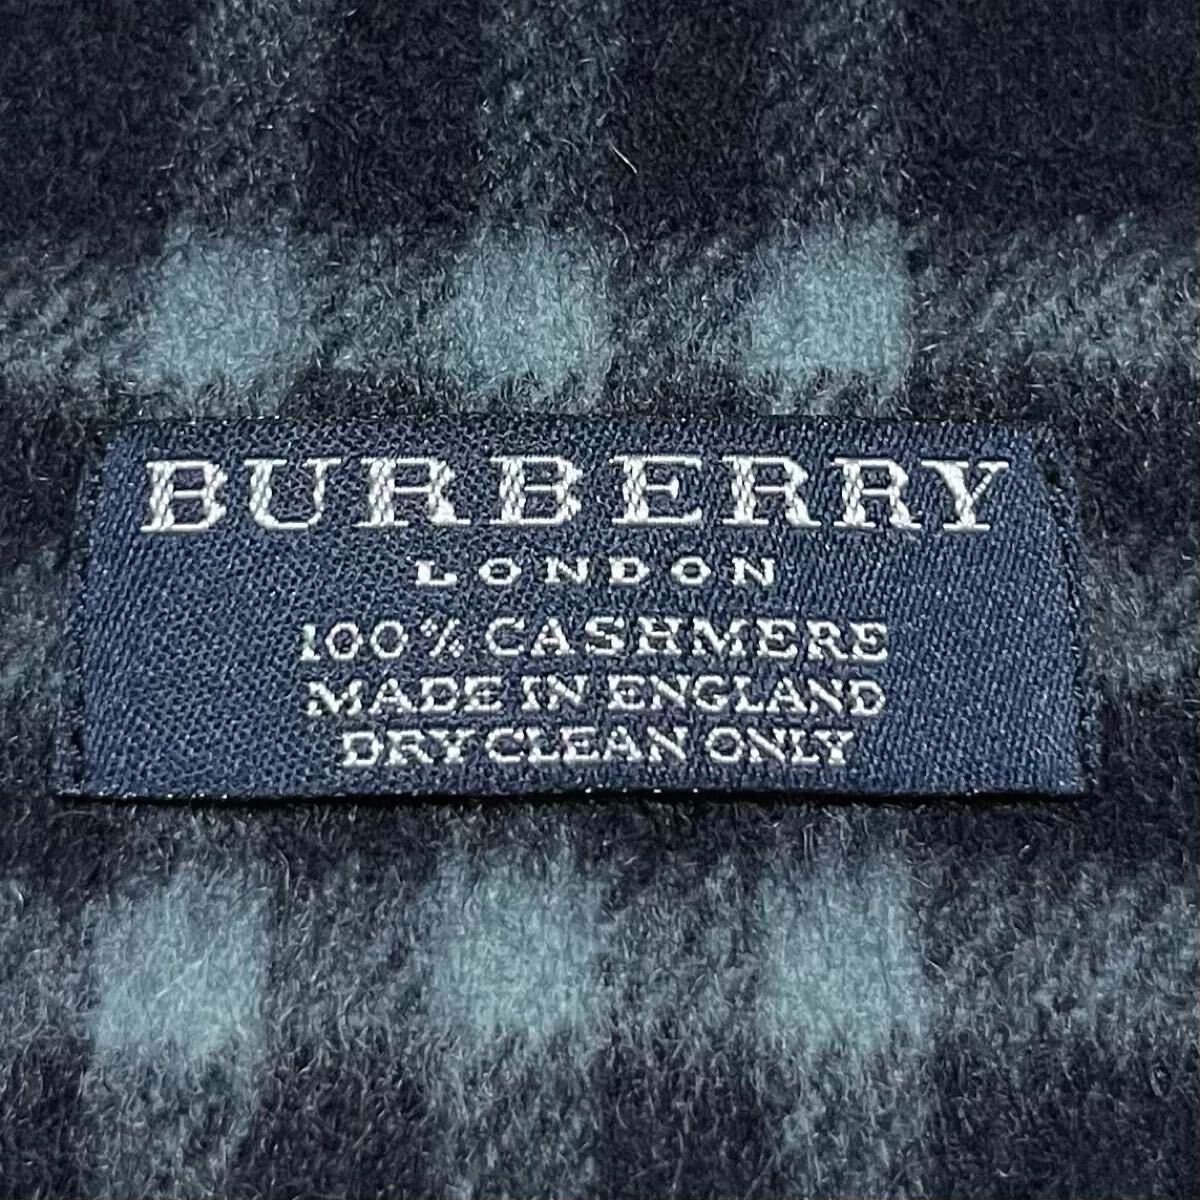 BURBERRY
LONDON
100% CASHMERE
MADE IN ENGLAND
DRY CLEAN ONLY